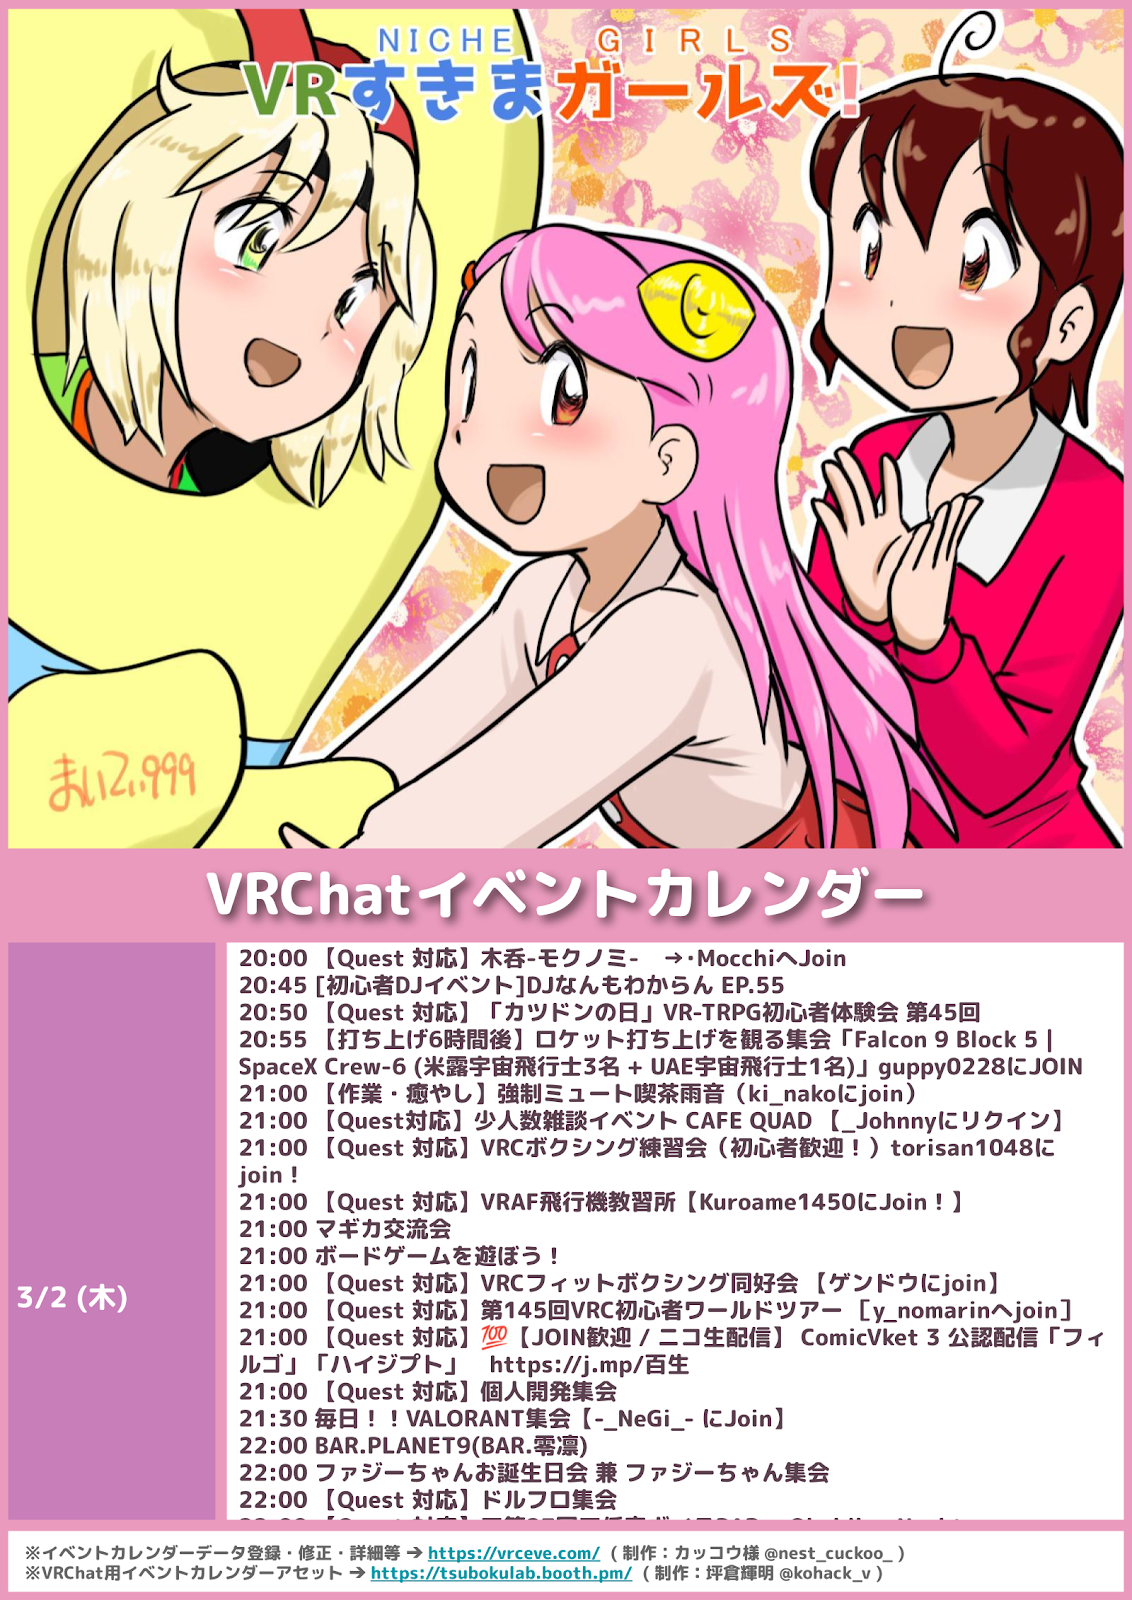 NICHE GIRLS
VRすきまガールズ!
まいてぃ999
VRChatイベントカレンダー
3/2 (木)
20:00 【Quest 対応】木呑-モクノミ-　→･MocchiへJoin
20:45 [初心者DJイベント]DJなんもわからん EP.55
20:50 【Quest 対応】「カツドンの日」VR-TRPG初心者体験会 第45回
20:55 【打ち上げ6時間後】ロケット打ち上げを観る集会「Falcon 9 Block 5 |
SpaceX Crew-6 (米露宇宙飛行士3名 + UAE宇宙飛行士1名)」guppy0228にJOIN
21:00 【作業・癒やし】強制ミュート喫茶雨音（ki_nakoにjoin）
21:00 【Quest対応】少人数雑談イベント CAFE QUAD 【_Johnnyにリクイン】
21:00 【Quest 対応】VRCボクシング練習会（初心者歓迎！）torisan1048に
join！
21:00 【Quest 対応】VRAF飛行機教習所【Kuroame1450にJoin！】
21:00 マギカ交流会
21:00 ボードゲームを遊ぼう！
21:00 【Quest 対応】VRCフィットボクシング同好会 【ゲンドウにjoin】
21:00 【Quest 対応】第145回VRC初心者ワールドツアー ［y_nomarinへjoin］
21:00 【Quest 対応】💯【JOIN歓迎 / ニコ生配信】 ComicVket 3 公認配信「フィ
ルゴ」「ハイジプト」　https://j.mp/百生
21:00 【Quest 対応】個人開発集会
21:30 毎日！！VALORANT集会【-_NeGi_- にJoin】
22:00 BAR.PLANET9(BAR.零凛)
22:00 ファジーちゃんお誕生日会 兼 ファジーちゃん集会
22:00 【Quest 対応】ドルフロ集会
※イベントカレンダーデータ登録・修正・詳細等 ➔ https://vrceve.com/ （ 制作：カッコウ様 @nest_cuckoo_ ）
※VRChat用イベントカレンダーアセット ➔ https://tsubokulab.booth.pm/ （ 制作：坪倉輝明 @kohack_v ）